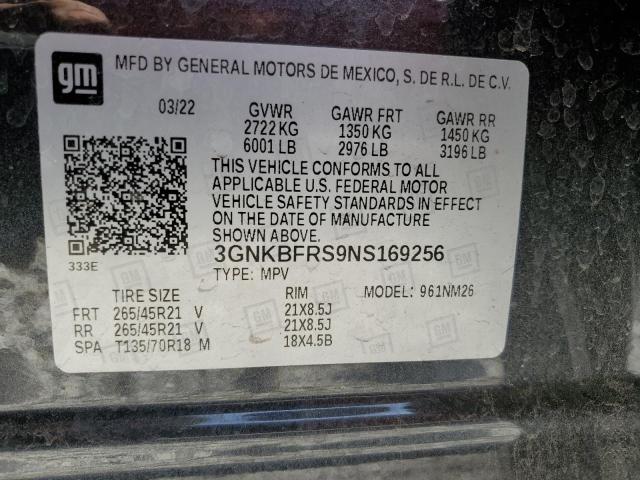 gm
MFD BY GENERAL MOTORS DE MEXICO, S. DE R.L. DE C.V.
03/22 GVWR GAWR FRT GAWR RR
2722 KG 1350 KG 1450 KG
6001 LB 2976 LB 3196 LB
THIS VEHICLE CONFORMS TO ALL
APPLICABLE U.S. FEDERAL MOTOR
VEHICLE SAFETY STANDARDS IN EFFECT
ON THE DATE OF MANUFACTURE
SHOWN ABOVE.
333E 3GNKBFRS9NS169256
TYPE: MPV
TIRE SIZE RIM MODEL: 961NM26
FRT 265/45R21 V 21X8.5J
RR 265/45R21 V 21X8.5J
SPA T135/70R18 M 18X4.5B